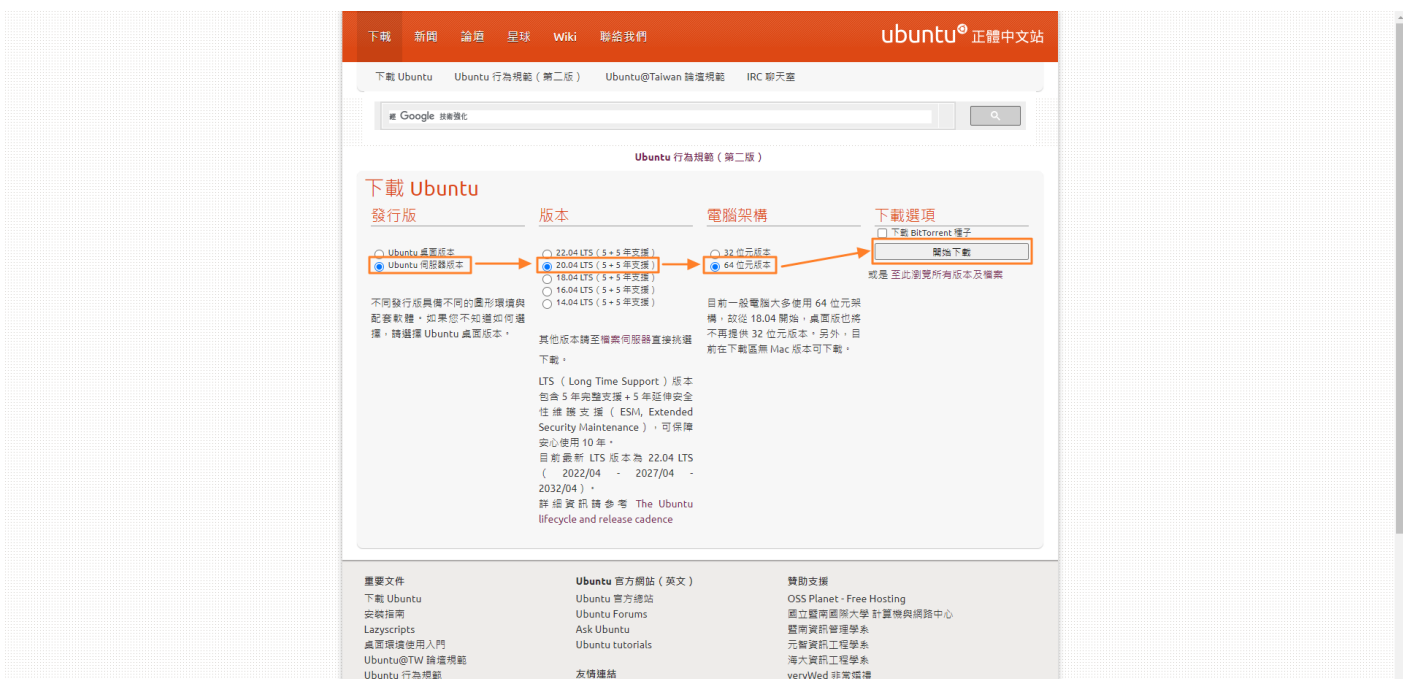 下載 新聞 論壇 星球 Wiki 聯絡我們
ubuntu® 正體中文站
下載 Ubuntu Ubuntu 行為規範（第二版） Ubuntu@Taiwan 論壇規範 IRC 聊天室
經 Google 技術強化
Ubuntu 行為規範（第二版）
下載 Ubuntu
發行版
Ubuntu 桌面版本
Ubuntu 伺服器版本
不同發行版具備不同的圖形環境與
配套軟體。如果您不知道如何選
擇，請選擇 Ubuntu 桌面版本。
版本
22.04 LTS（5 + 5 年支援）
20.04 LTS（5 + 5 年支援）
18.04 LTS（5 + 5 年支援）
16.04 LTS（5 + 5 年支援）
14.04 LTS（5 + 5 年支援）
其他版本請至檔案伺服器直接挑選
下載。
LTS （Long Time Support）版本
包含 5 年完整支援 + 5 年延伸安全
性維護支援（ESM, Extended
Security Maintenance），可保障
安心使用 10 年。
目前最新 LTS 版本為 22.04 LTS
（ 2022/04 - 2027/04 -
2032/04）。
詳細資訊請參考 The Ubuntu
lifecycle and release cadence
電腦架構
32 位元版本
64 位元版本
目前一般電腦大多使用 64 位元架
構，故從 18.04 開始，桌面版也將
不再提供 32 位元版本。另外，目
前在下載區無 Mac 版本可下載。
下載選項
下載 BitTorrent 種子
開始下載
或是 至此瀏覽所有版本及檔案
重要文件
下載 Ubuntu
安裝指南
Lazyscripts
桌面環境使用入門
Ubuntu@TW 論壇規範
Ubuntu 行為規範
Ubuntu 官方網站（英文）
Ubuntu 官方總站
Ubuntu Forums
Ask Ubuntu
Ubuntu tutorials
友情連結
贊助支援
OSS Planet - Free Hosting
國立暨南國際大學 計算機與網路中心
暨南資訊管理學系
元智資訊工程學系
海大資訊工程學系
veryWed 非常婚禮